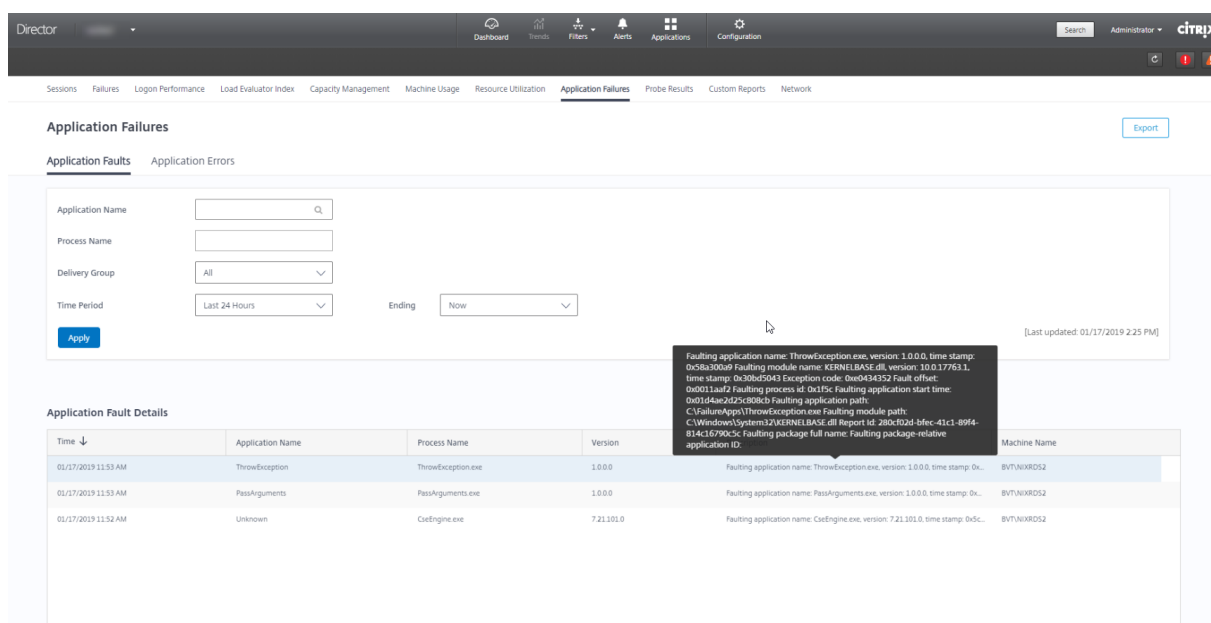 Director
Dashboard Trends Filters Alerts Applications Configuration Search Administrator CİTRİX
Sessions Failures Logon Performance Load Evaluator Index Capacity Management Machine Usage Resource Utilization Application Failures Probe Results Custom Reports Network
Application Failures Export
Application Faults Application Errors
Application Name
Process Name
Delivery Group All
Time Period Last 24 Hours Ending Now
Apply [Last updated: 01/17/2019 2:25 PM]
Faulting application name: ThrowException.exe, version: 1.0.0.0, time stamp:
0x58a300a9 Faulting module name: KERNELBASE.dll, version: 10.0.17763.1,
time stamp: 0x30bd5043 Exception code: 0xe0434352 Fault offset:
0x0011aaf2 Faulting process id: 0x1f5c Faulting application start time:
0x01d4ae2d25c808cb Faulting application path:
C:\FailureApps\ThrowException.exe Faulting module path:
C:\Windows\System32\KERNELBASE.dll Report Id: 280cf02d-bfec-41c1-89f4-
814c16790c5c Faulting package full name: Faulting package-relative
application ID:
Application Fault Details
Time Application Name Process Name Version Machine Name
01/17/2019 11:53 AM ThrowException ThrowException.exe 1.0.0.0 Faulting application name: ThrowException.exe, version: 1.0.0.0, time stamp: 0x... BVT\NIXRDS2
01/17/2019 11:53 AM PassArguments PassArguments.exe 1.0.0.0 Faulting application name: PassArguments.exe, version: 1.0.0.0, time stamp: 0x... BVT\NIXRDS2
01/17/2019 11:52 AM Unknown CseEngine.exe 7.21.101.0 Faulting application name: CseEngine.exe, version: 7.21.101.0, time stamp: 0x5c... BVT\NIXRDS2